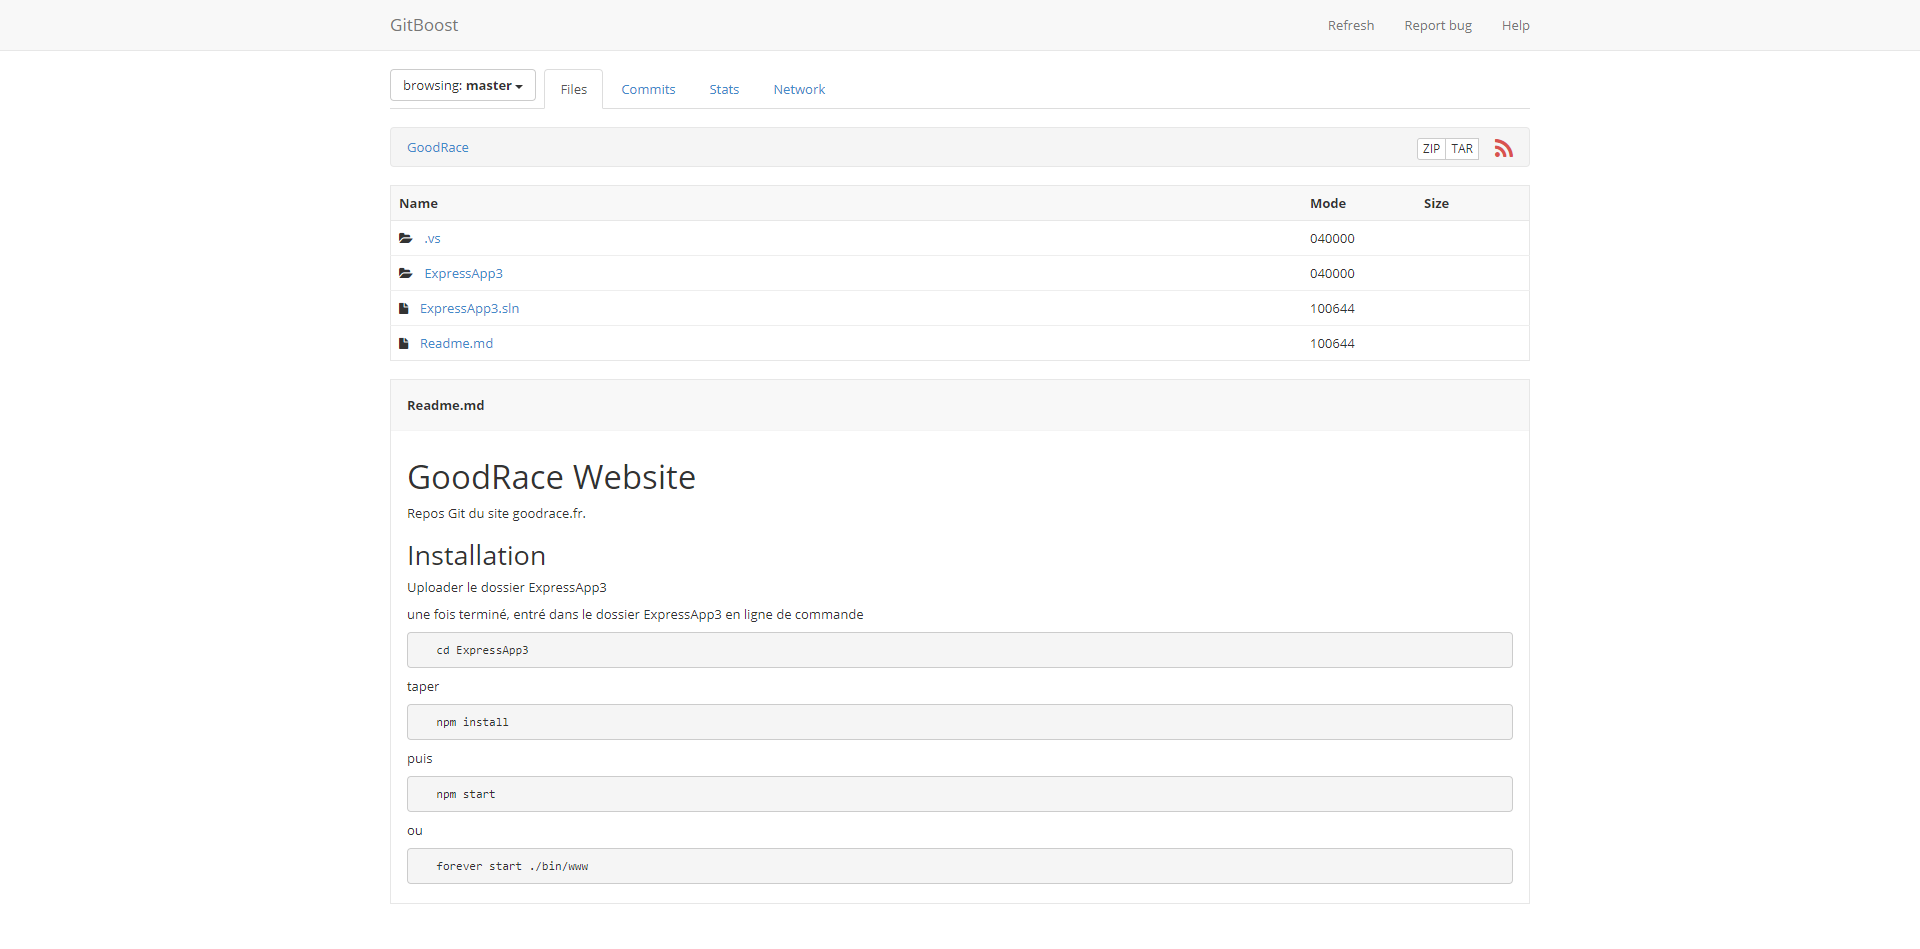 GitBoost Refresh Report bug Help
browsing: master Files Commits Stats Network
GoodRace ZIP TAR
Name Mode Size
.vs 040000
ExpressApp3 040000
ExpressApp3.sln 100644
Readme.md 100644
Readme.md
GoodRace Website
Repos Git du site goodrace.fr.
Installation
Uploader le dossier ExpressApp3
une fois terminé, entré dans le dossier ExpressApp3 en ligne de commande
cd ExpressApp3
taper
npm install
puis
npm start
ou
forever start ./bin/www